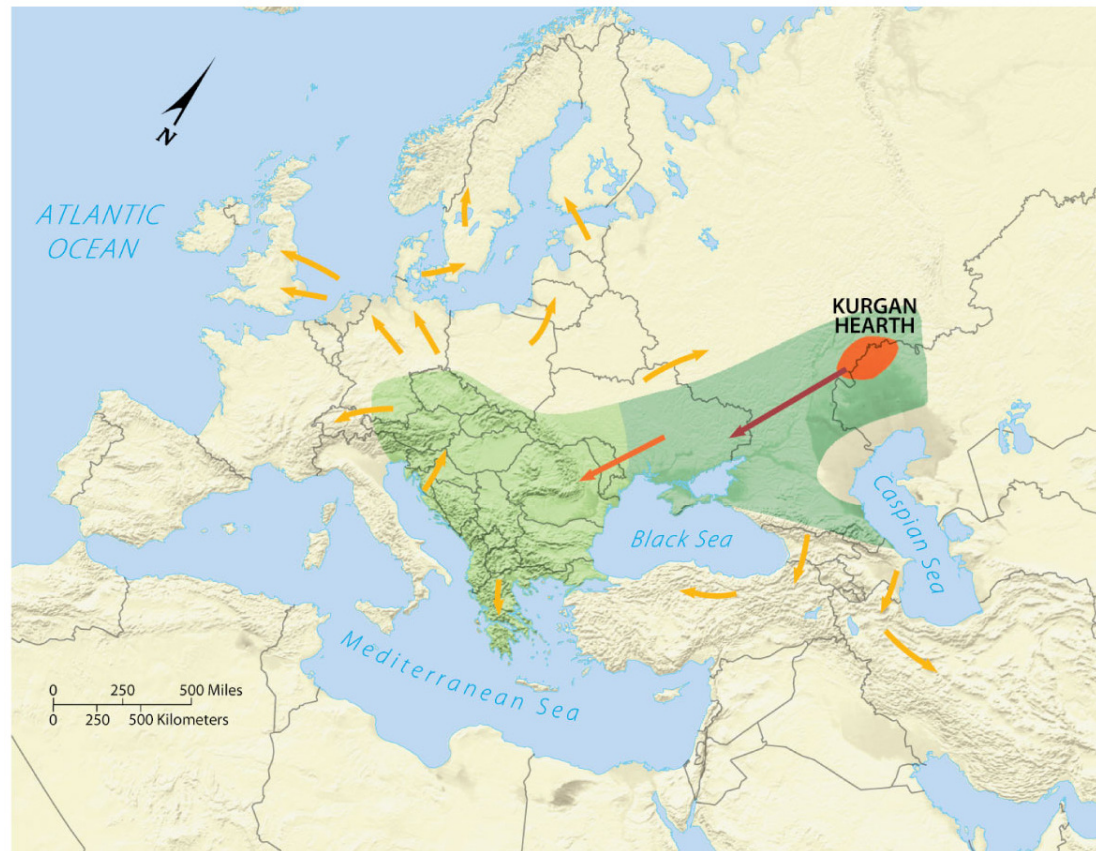 N
ATLANTIC
OCEAN
KURGAN
HEARTH
Black Sea
Caspian Sea
Mediterranean Sea
0 250 500 Miles
0 250 500 Kilometers